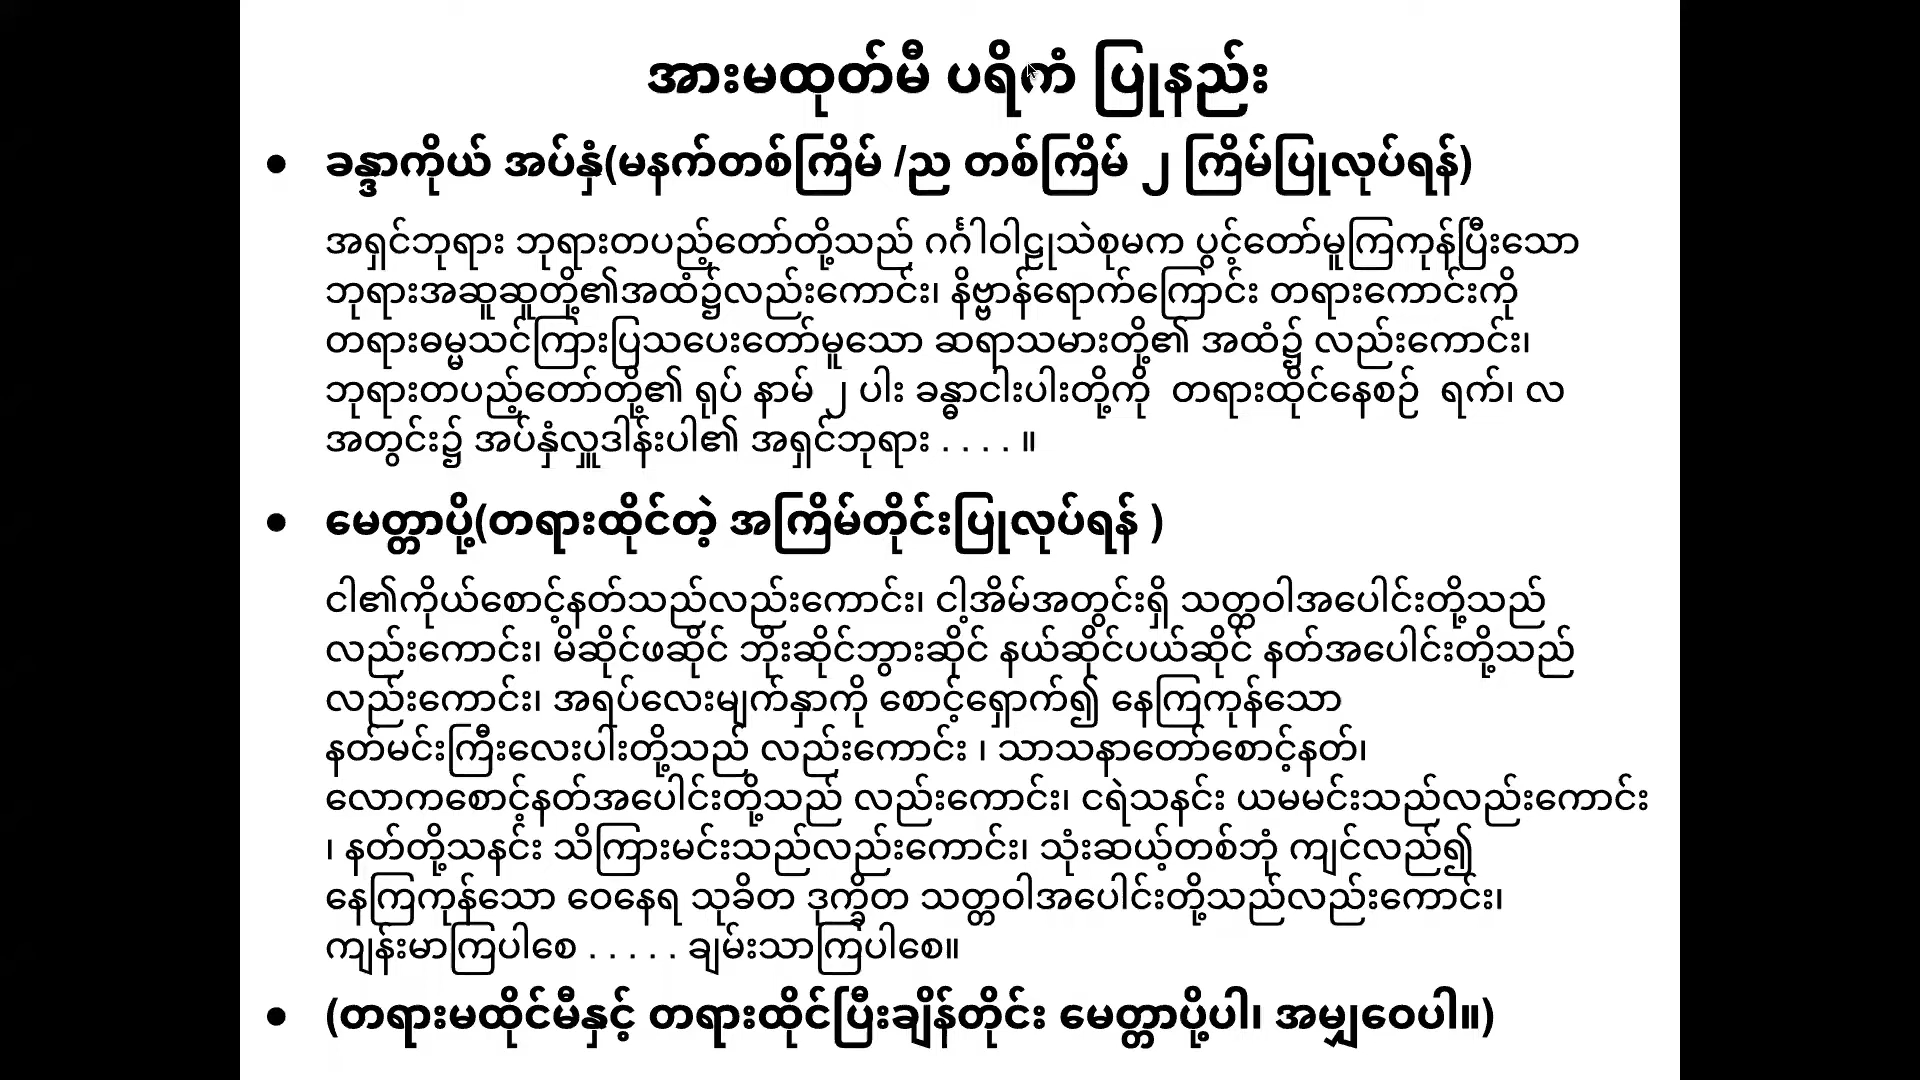 အားမထုတ်မီ ပရိကံ ပြုနည်း
● ခန္ဒာကိုယ် အပ်နှံ(မနက်တစ်ကြိမ် /ည တစ်ကြိမ် ၂ ကြိမ်ပြုလုပ်ရန်)
အရှင်ဘုရား ဘုရားတပည့်တော်တို့သည် ဂင်္ဂါဝါဠုသဲစုမက ပွင့်တော်မူကြကုန်ပြီးသော
ဘုရားအဆူဆူတို့၏အထံ၌လည်းကောင်း၊ နိဗ္ဗာန်ရောက်ကြောင်း တရားကောင်းကို
တရားဓမ္မသင်ကြားပြသပေးတော်မူသော ဆရာသမားတို့၏ အထံ၌ လည်းကောင်း၊
ဘုရားတပည့်တော်တို့၏ ရုပ် နာမ် ၂ ပါး ခန္ဓာငါးပါးတို့ကို တရားထိုင်နေစဉ် ရက်၊ လ
အတွင်း၌ အပ်နှံလှူဒါန်းပါ၏ အရှင်ဘုရား . . . . ။
● မေတ္တာပို့(တရားထိုင်တဲ့ အကြိမ်တိုင်းပြုလုပ်ရန် )
ငါ၏ကိုယ်စောင့်နတ်သည်လည်းကောင်း၊ ငါ့အိမ်အတွင်းရှိ သတ္တဝါအပေါင်းတို့သည်
လည်းကောင်း၊ မိဆိုင်ဖဆိုင် ဘိုးဆိုင်ဘွားဆိုင် နယ်ဆိုင်ပယ်ဆိုင် နတ်အပေါင်းတို့သည်
လည်းကောင်း၊ အရပ်လေးမျက်နှာကို စောင့်ရှောက်၍ နေကြကုန်သော
နတ်မင်းကြီးလေးပါးတို့သည် လည်းကောင်း ၊ သာသနာတော်စောင့်နတ်၊
လောကစောင့်နတ်အပေါင်းတို့သည် လည်းကောင်း၊ ငရဲသနင်း ယမမင်းသည်လည်းကောင်း
၊ နတ်တို့သနင်း သိကြားမင်းသည်လည်းကောင်း၊ သုံးဆယ့်တစ်ဘုံ ကျင်လည်၍
နေကြကုန်သော ဝေနေရ သုခိတ ဒုက္ခိတ သတ္တဝါအပေါင်းတို့သည်လည်းကောင်း၊
ကျန်းမာကြပါစေ . . . . . ချမ်းသာကြပါစေ။
● (တရားမထိုင်မီနှင့် တရားထိုင်ပြီးချိန်တိုင်း မေတ္တာပို့ပါ၊ အမျှဝေပါ။)